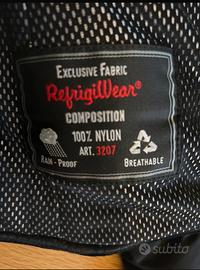 Exclusive Fabric
RefrigiWear®
COMPOSITION
100% NYLON
ART. 3207
RAIN - PROOF
BREATHABLE
subito